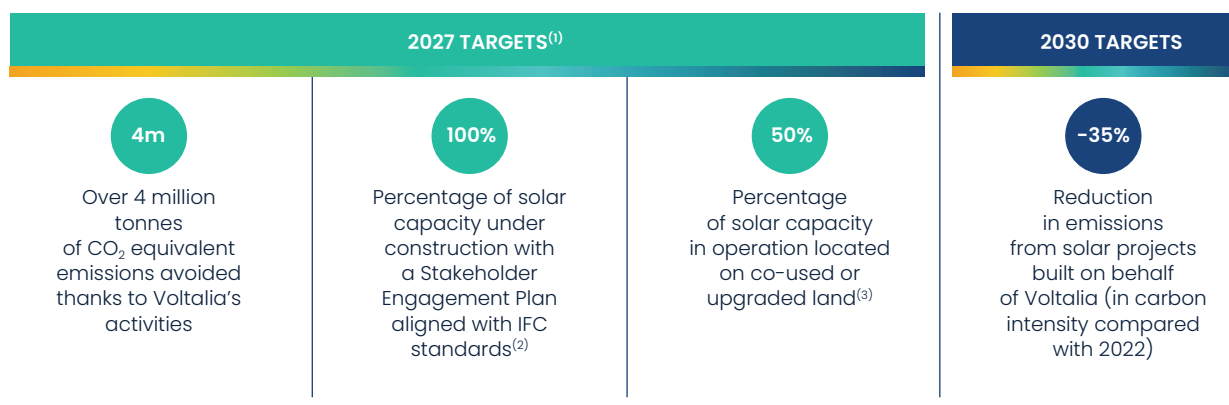 2027 TARGETS(1)
4m
Over 4 million
tonnes
of CO2 equivalent
emissions avoided
thanks to Voltalia's
activities
100%
Percentage of solar
capacity under
construction with
a Stakeholder
Engagement Plan
aligned with IFC
standards(2)
50%
Percentage
of solar capacity
in operation located
on co-used or
upgraded land(3)
2030 TARGETS
-35%
Reduction
in emissions
from solar projects
built on behalf
of Voltalia (in carbon
intensity compared
with 2022)